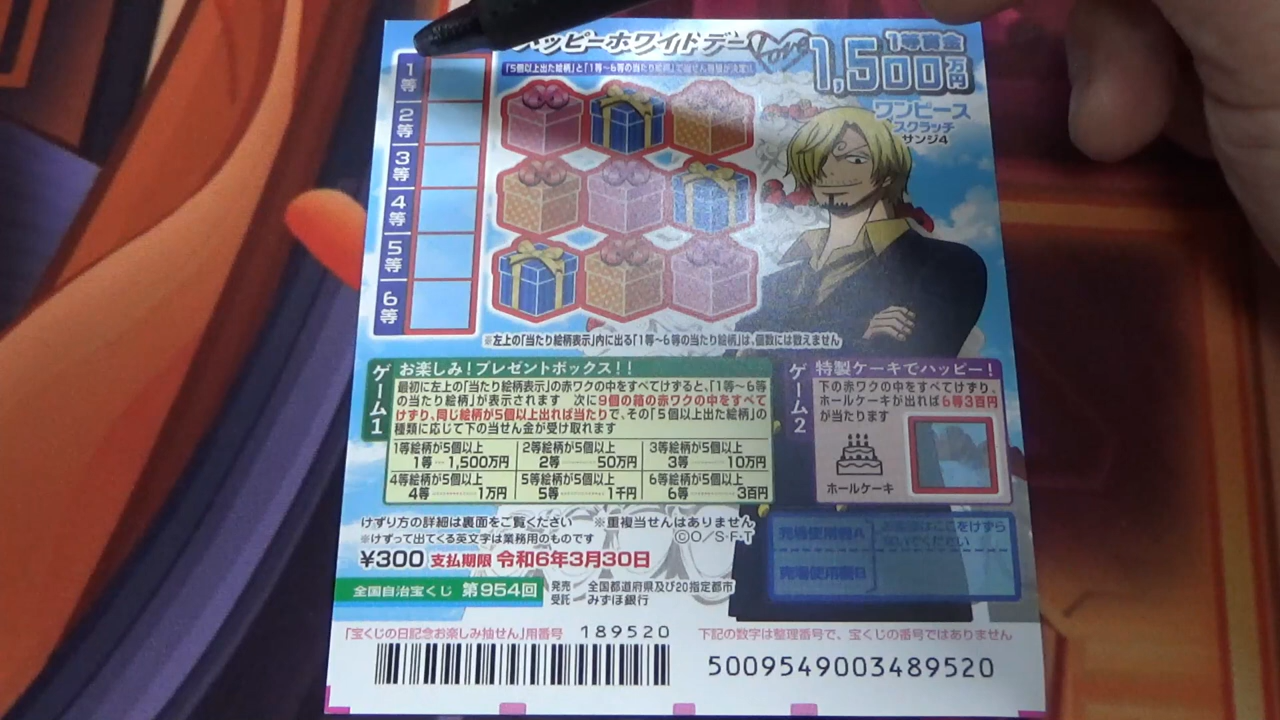 ハッピーホワイトデー
Love
1等賞金
1,500万円
「5個以上出た絵柄」と「1等~6等の当たり絵柄」で
ワンピース
スクラッチ
サンジ4
1等
2等
3等
4等
5等
6等
※左上の「当たり絵柄表示」内に出る「1等~6等の当たり絵柄」は、個数には数えません
ゲーム1
お楽しみ!プレゼントボックス!!
最初に左上の「当たり絵柄表示」の赤ワクの中をすべてけずると、「1等~6等
の当たり絵柄」が表示されます 次に9個の箱の赤ワクの中をすべて
けずり、同じ絵柄が5個以上出れば当たりで、その「5個以上出た絵柄」の
種類に応じて下の当せん金が受け取れます
1等絵柄が5個以上 2等絵柄が5個以上 3等絵柄が5個以上
1等…1,500万円 2等………50万円 3等………10万円
4等絵柄が5個以上 5等絵柄が5個以上 6等絵柄が5個以上
4等…………1万円 5等…………1千円 6等…………3百円
ゲーム2
特製ケーキでハッピー!
下の赤ワクの中をすべてけずり、
ホールケーキが出れば6等3百円
が当たります
ホールケーキ
けずり方の詳細は裏面をご覧ください ※重複当せんはありません
※けずって出てくる英文字は業務用のものです ©O/S・F・T
¥300 支払期限 令和6年3月30日
売場使用欄A
売場使用欄B
全国自治宝くじ 第954回
発売 全国都道府県及び20指定都市
受託 みずほ銀行
「宝くじの日記念お楽しみ抽せん」用番号 189520
下記の数字は整理番号で、宝くじの番号ではありません
5009549003489520